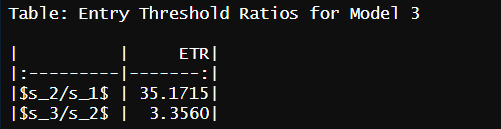 Table: Entry Threshold Ratios for Model 3
|          |     ETR|
|:---------|-------:|
|$s_2/s_1$ | 35.1715|
|$s_3/s_2$ |  3.3560|